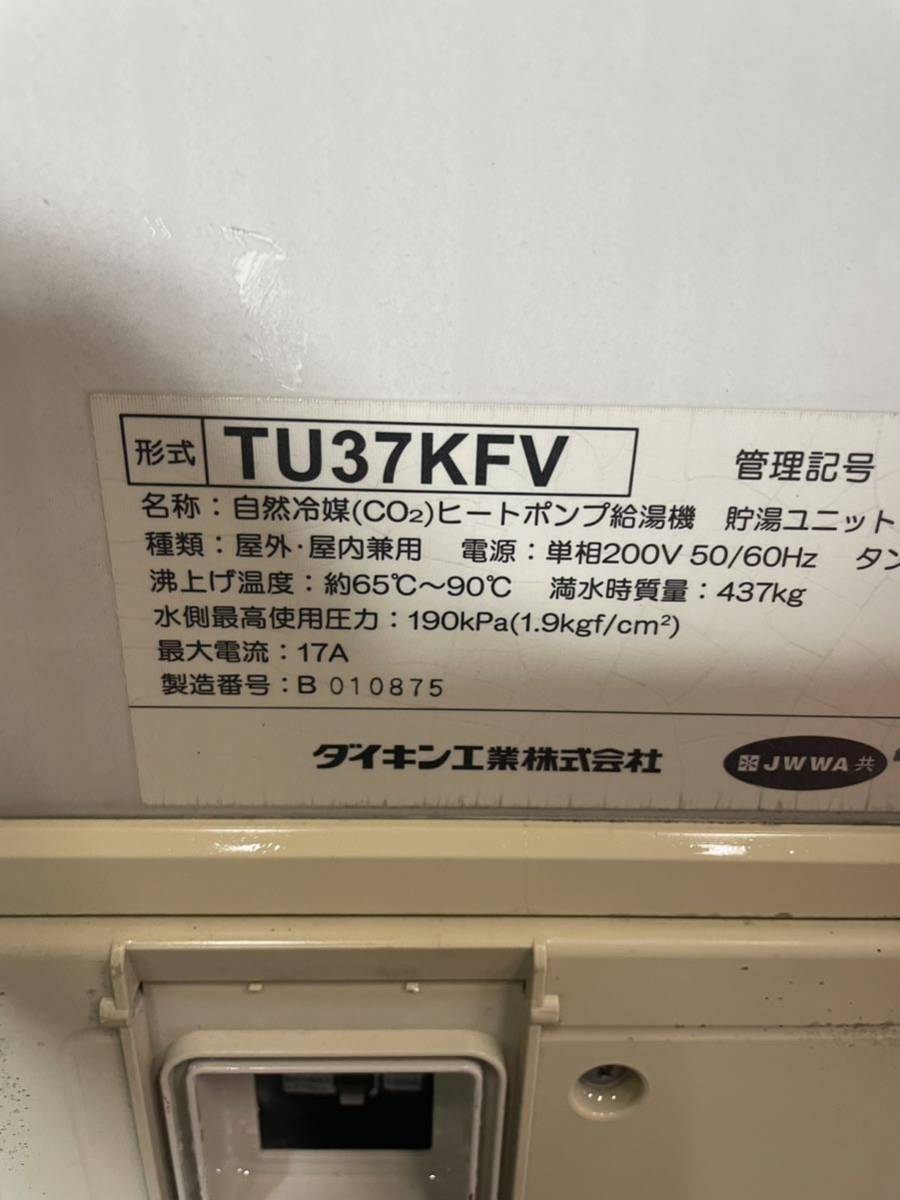 形式 TU37KFV 管理記号
名称：自然冷媒(CO₂)ヒートポンプ給湯機 貯湯ユニット
種類：屋外・屋内兼用 電源：単相200V 50/60Hz タン
沸上げ温度：約65℃～90℃ 満水時質量：437kg
水側最高使用圧力：190kPa(1.9kgf/cm²)
最大電流：17A
製造番号：B 010875
ダイキン工業株式会社 JWWA 共